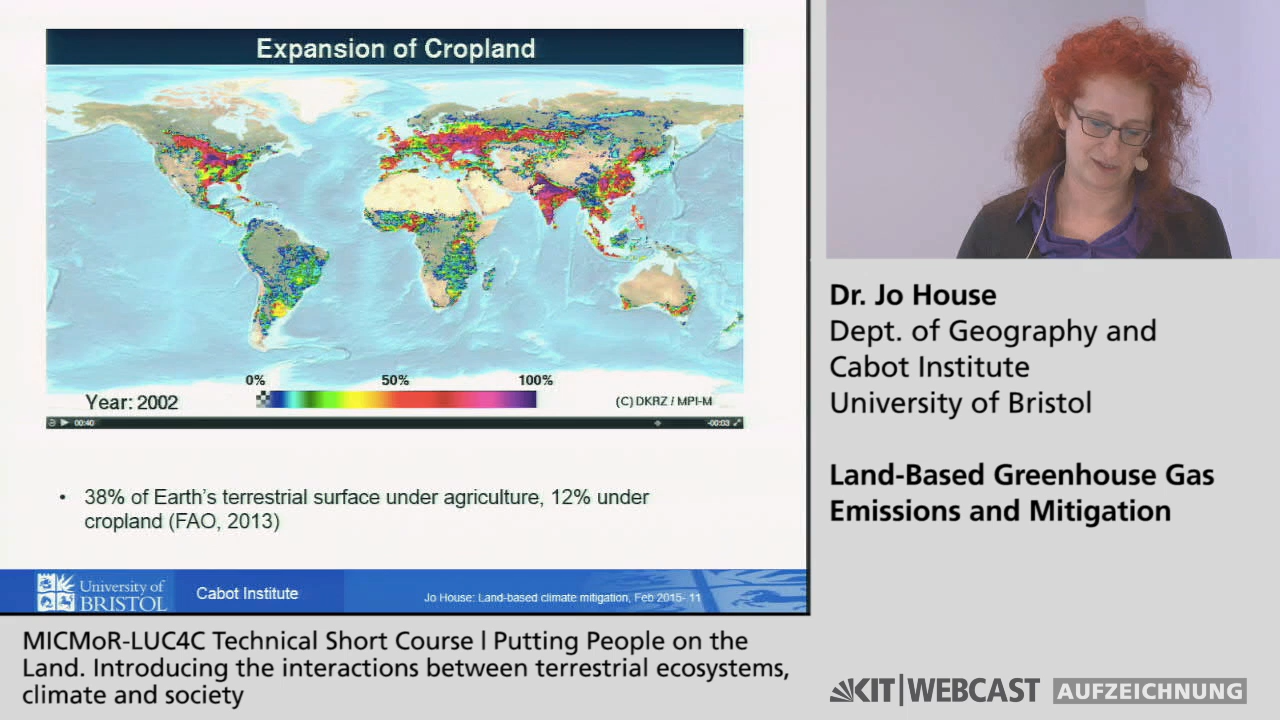 Expansion of Cropland
0% 50% 100%
Year: 2002
(C) DKRZ / MPI-M
00:40
-00:03
• 38% of Earth's terrestrial surface under agriculture, 12% under
cropland (FAO, 2013)
University of
BRISTOL
Cabot Institute
Jo House: Land-based climate mitigation, Feb 2015- 11
Dr. Jo House
Dept. of Geography and
Cabot Institute
University of Bristol
Land-Based Greenhouse Gas
Emissions and Mitigation
MICMoR-LUC4C Technical Short Course | Putting People on the
Land. Introducing the interactions between terrestrial ecosystems,
climate and society
KIT|WEBCAST AUFZEICHNUNG